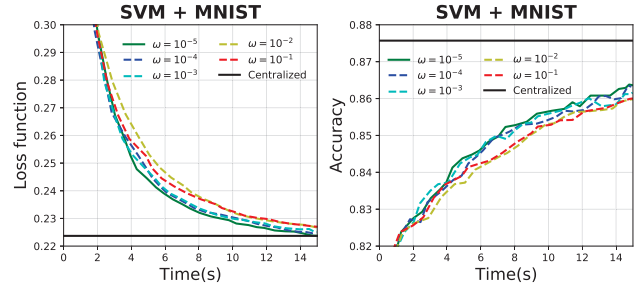 SVM + MNIST
Loss function
0.30
0.29
0.28
0.27
0.26
0.25
0.24
0.23
0.22
ω = 10⁻⁵
ω = 10⁻⁴
ω = 10⁻³
ω = 10⁻²
ω = 10⁻¹
Centralized
0 2 4 6 8 10 12 14
Time(s)
SVM + MNIST
Accuracy
0.88
0.87
0.86
0.85
0.84
0.83
0.82
ω = 10⁻⁵
ω = 10⁻⁴
ω = 10⁻³
ω = 10⁻²
ω = 10⁻¹
Centralized
0 2 4 6 8 10 12 14
Time(s)